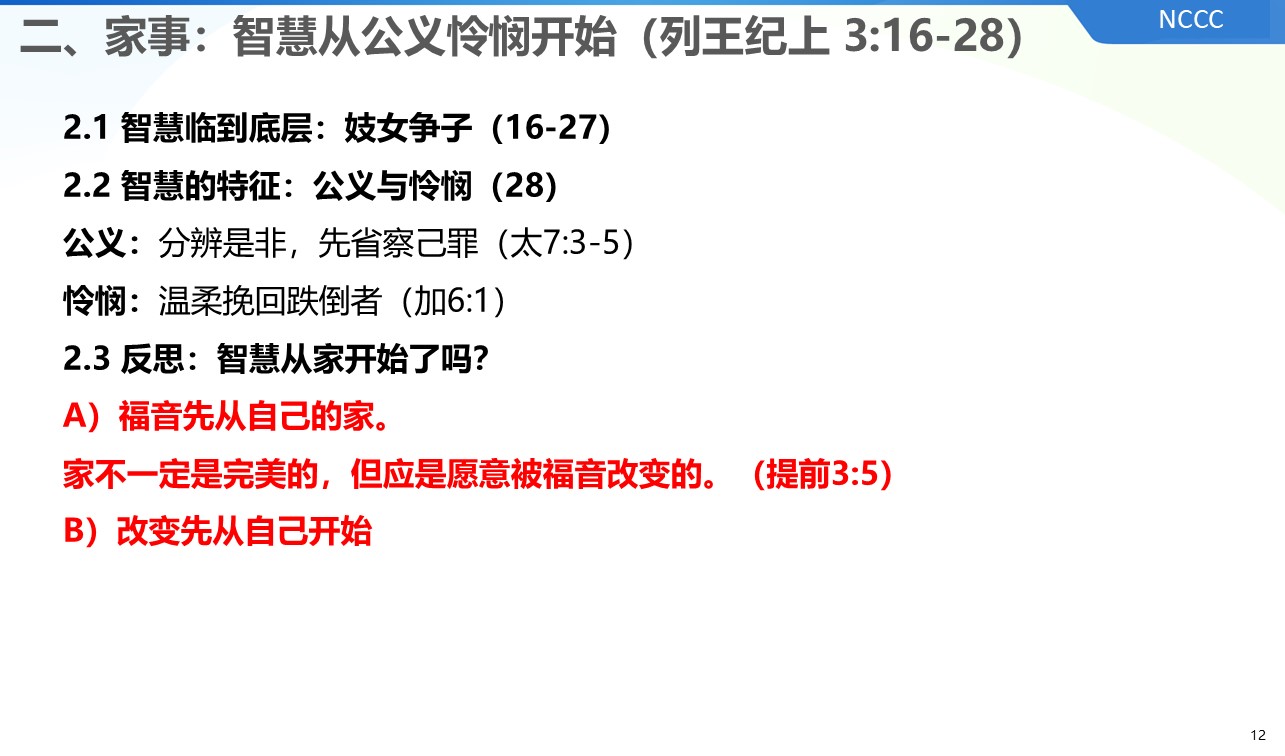 NCCC
二、家事：智慧从公义怜悯开始（列王纪上 3:16-28）
2.1 智慧临到底层：妓女争子（16-27）
2.2 智慧的特征：公义与怜悯（28）
公义：分辨是非，先省察己罪（太7:3-5）
怜悯：温柔挽回跌倒者（加6:1）
2.3 反思：智慧从家开始了吗？
A）福音先从自己的家。
家不一定是完美的，但应是愿意被福音改变的。（提前3:5）
B）改变先从自己开始
12